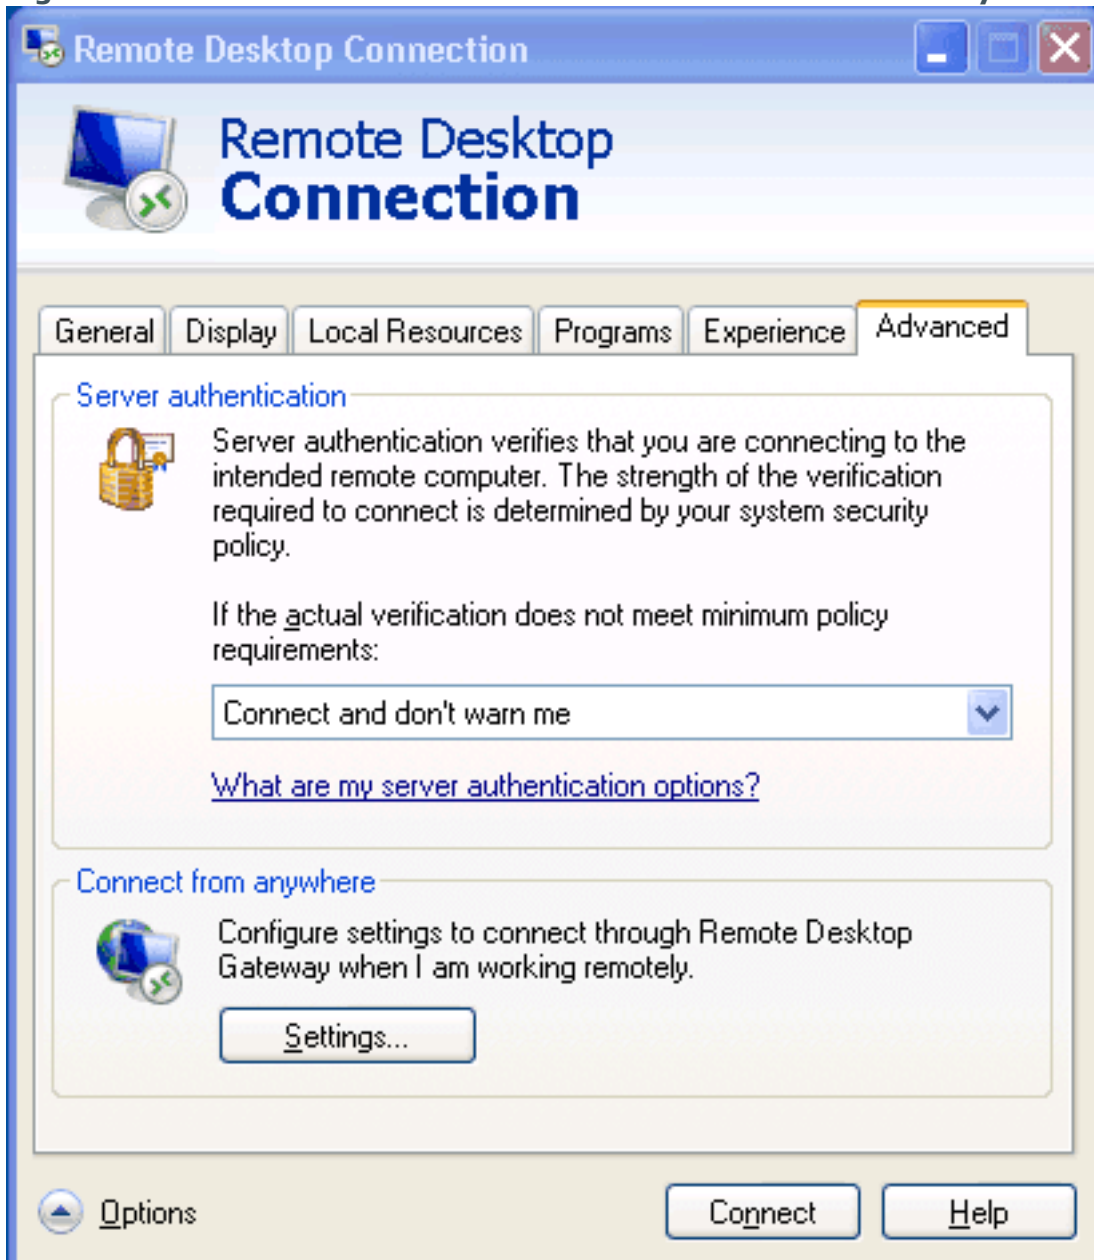 Remote Desktop Connection
Remote Desktop
Connection
General Display Local Resources Programs Experience Advanced
Server authentication
Server authentication verifies that you are connecting to the
intended remote computer. The strength of the verification
required to connect is determined by your system security
policy.
If the actual verification does not meet minimum policy
requirements:
Connect and don't warn me
What are my server authentication options?
Connect from anywhere
Configure settings to connect through Remote Desktop
Gateway when I am working remotely.
Settings...
Options Connect Help